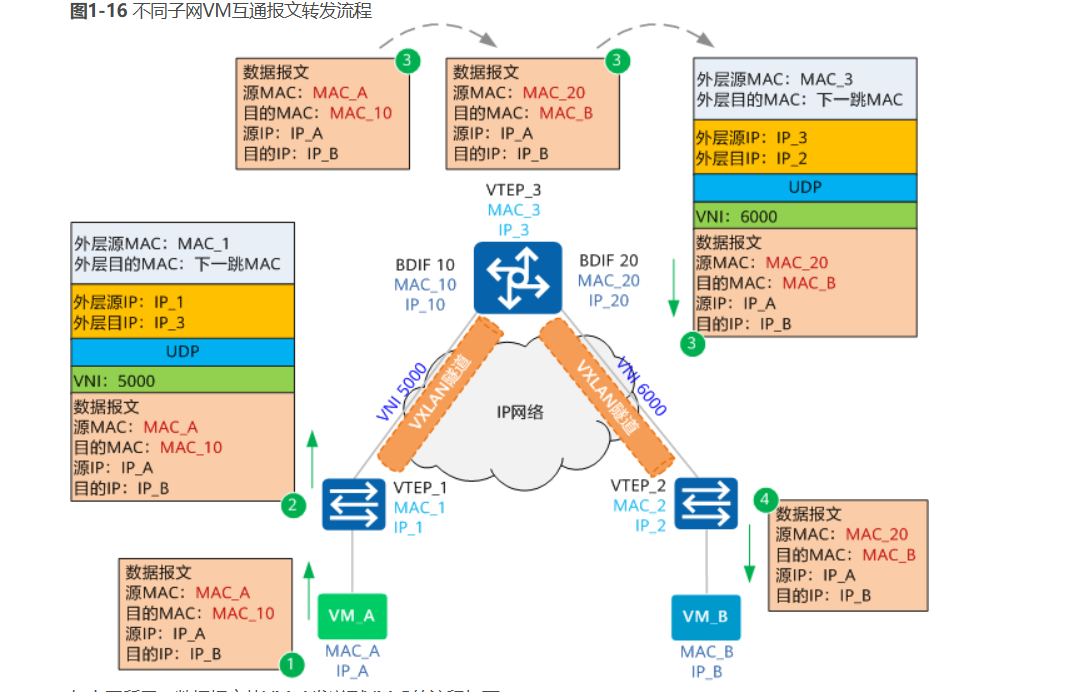 图1-16 不同子网VM互通报文转发流程
3
数据报文
源MAC：MAC_A
目的MAC：MAC_10
源IP：IP_A
目的IP：IP_B
3
数据报文
源MAC：MAC_20
目的MAC：MAC_B
源IP：IP_A
目的IP：IP_B
外层源MAC：MAC_3
外层目的MAC：下一跳MAC
外层源IP：IP_3
外层目IP：IP_2
UDP
VNI：6000
数据报文
源MAC：MAC_20
目的MAC：MAC_B
源IP：IP_A
目的IP：IP_B
3
VTEP_3
MAC_3
IP_3
BDIF 10
MAC_10
IP_10
BDIF 20
MAC_20
IP_20
外层源MAC：MAC_1
外层目的MAC：下一跳MAC
外层源IP：IP_1
外层目IP：IP_3
UDP
VNI：5000
数据报文
源MAC：MAC_A
目的MAC：MAC_10
源IP：IP_A
目的IP：IP_B
2
VNI 5000
VXLAN隧道
IP网络
VXLAN隧道
VNI 6000
VTEP_1
MAC_1
IP_1
VTEP_2
MAC_2
IP_2
4
数据报文
源MAC：MAC_20
目的MAC：MAC_B
源IP：IP_A
目的IP：IP_B
数据报文
源MAC：MAC_A
目的MAC：MAC_10
源IP：IP_A
目的IP：IP_B
1
VM_A
MAC_A
IP_A
VM_B
MAC_B
IP_B